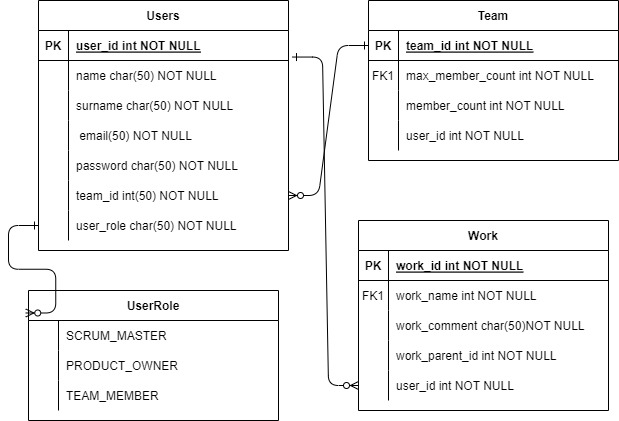 Users
PK user_id int NOT NULL
name char(50) NOT NULL
surname char(50) NOT NULL
email(50) NOT NULL
password char(50) NOT NULL
team_id int(50) NOT NULL
user_role char(50) NOT NULL
Team
PK team_id int NOT NULL
FK1 max_member_count int NOT NULL
member_count int NOT NULL
user_id int NOT NULL
Work
PK work_id int NOT NULL
FK1 work_name int NOT NULL
work_comment char(50)NOT NULL
work_parent_id int NOT NULL
user_id int NOT NULL
UserRole
SCRUM_MASTER
PRODUCT_OWNER
TEAM_MEMBER